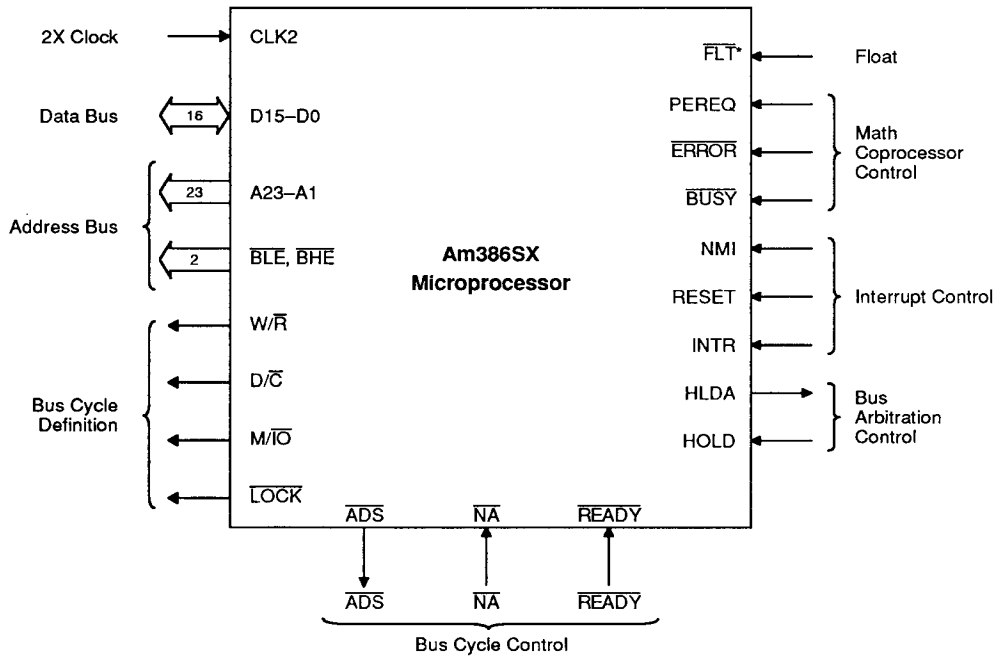 2X Clock
CLK2
FLT*
Float
Data Bus
16
D15–D0
PEREQ
ERROR
BUSY
Math
Coprocessor
Control
Address Bus
23
A23–A1
2
BLE, BHE
Am386SX
Microprocessor
NMI
RESET
INTR
Interrupt Control
Bus Cycle
Definition
W/R
D/C
M/IO
LOCK
HLDA
HOLD
Bus
Arbitration
Control
ADS NA READY
ADS NA READY
Bus Cycle Control